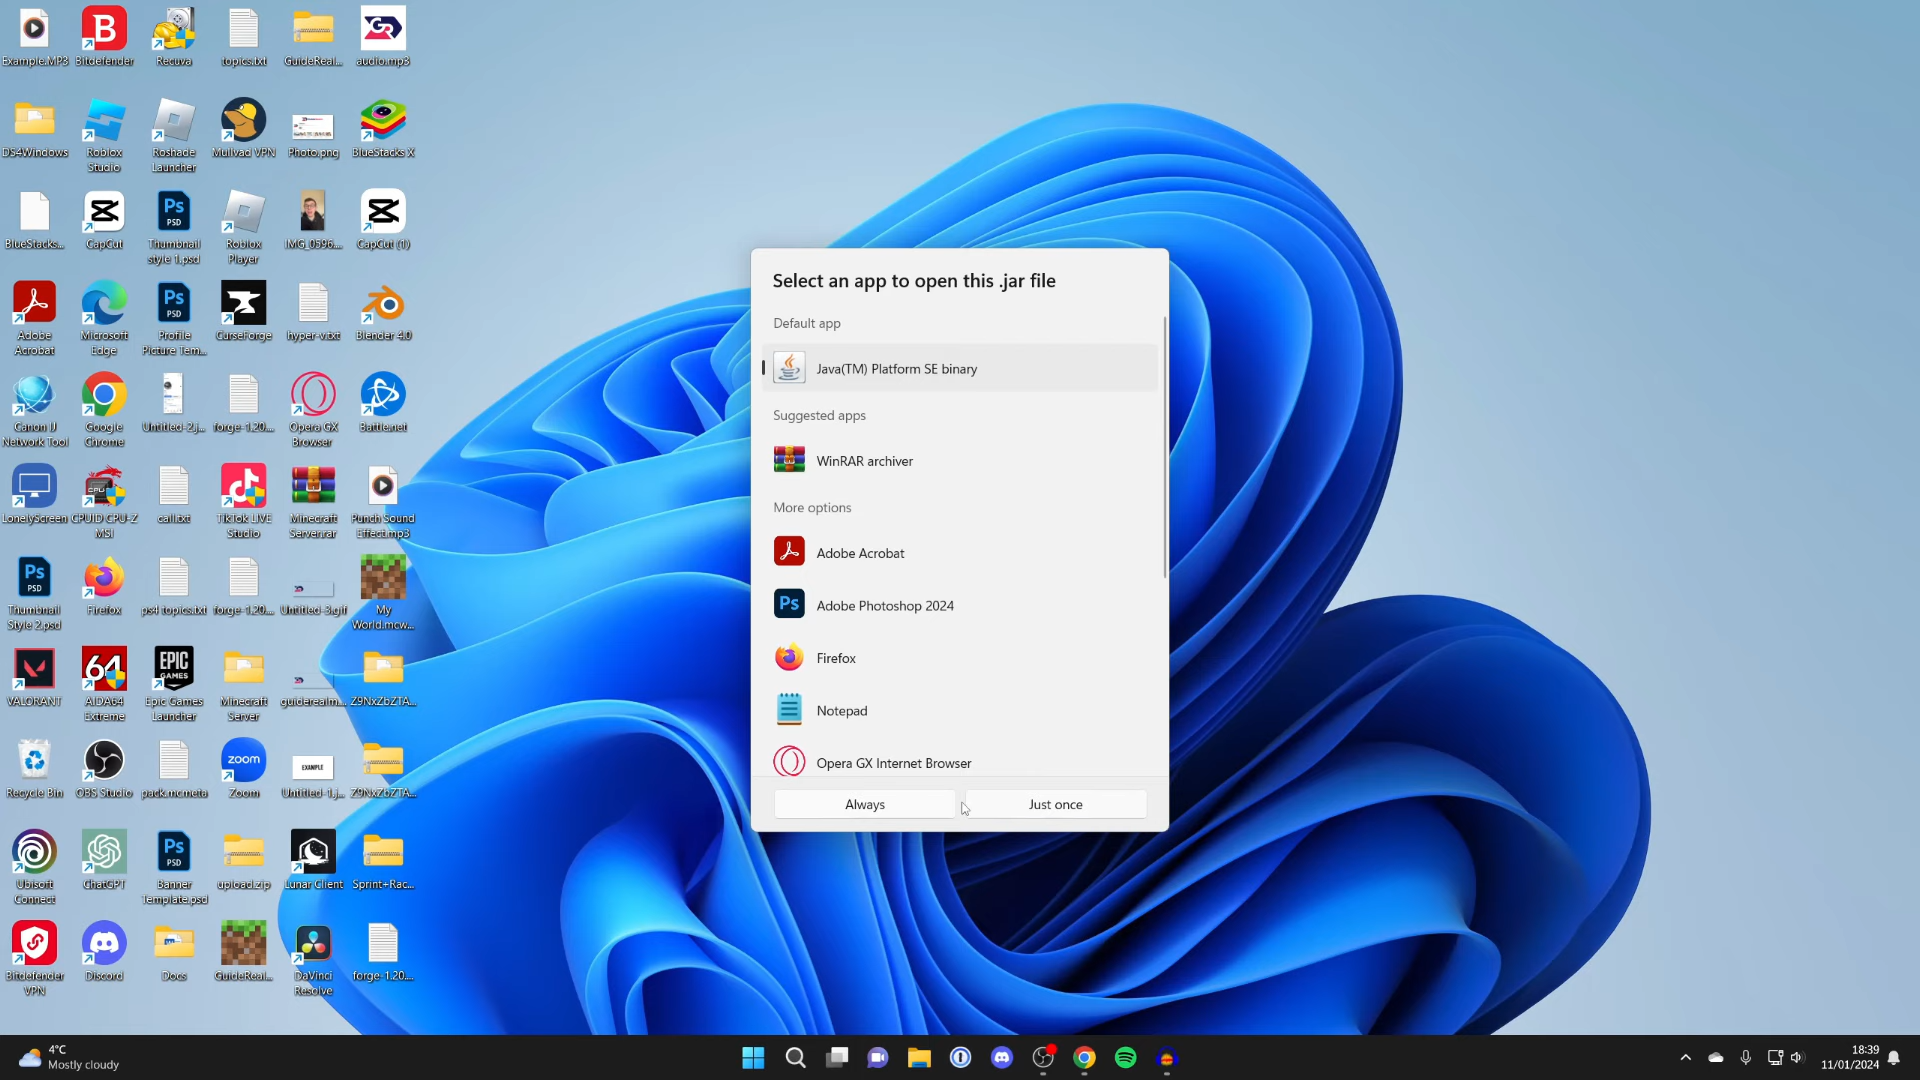 Example.MP3
Bitdefender
Recuva
topics.txt
GuideReal...
audio.mp3
DS4Windows
Roblox
Studio
Roshade
Launcher
Mullvad VPN
Photo.png
BlueStacks X
BlueStacks...
CapCut
Thumbnail
style 1.psd
Roblox
Player
IMG_0596....
CapCut (1)
Adobe
Acrobat
Microsoft
Edge
Profile
Picture Tem...
CurseForge
hyper-v.txt
Blender 4.0
Canon IJ
Network Tool
Google
Chrome
Untitled-2.j...
forge-1.20....
Opera GX
Browser
Battle.net
LonelyScreen
CPUID CPU-Z
MSI
call.txt
TikTok LIVE
Studio
Minecraft
Server.rar
Punch Sound
Effect.mp3
Thumbnail
Style 2.psd
Firefox
ps4 topics.txt
forge-1.20....
Untitled-3.gif
My
World.mcw...
VALORANT
AIDA64
Extreme
Epic Games
Launcher
Minecraft
Server
guiderealm...
Z9NxZbZTA...
Recycle Bin
OBS Studio
pack.mcmeta
Zoom
Untitled-1.j...
Z9NxZbZTA...
Ubisoft
Connect
ChatGPT
Banner
Template.psd
upload.zip
Lunar Client
Sprint+Rac...
Bitdefender
VPN
Discord
Docs
GuideReal...
DaVinci
Resolve
forge-1.20....
Select an app to open this .jar file
Default app
Java(TM) Platform SE binary
Suggested apps
WinRAR archiver
More options
Adobe Acrobat
Adobe Photoshop 2024
Firefox
Notepad
Opera GX Internet Browser
Always
Just once
4°C
Mostly cloudy
18:39
11/01/2024